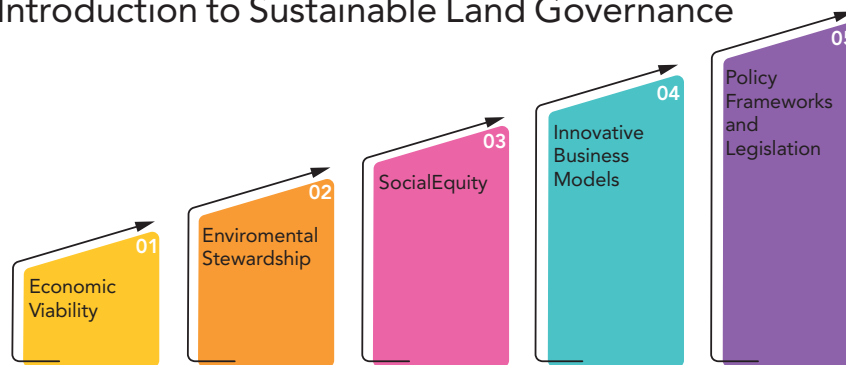 Introduction to Sustainable Land Governance
01
Economic
Viability
02
Enviromental
Stewardship
03
SocialEquity
04
Innovative
Business
Models
05
Policy
Frameworks
and
Legislation